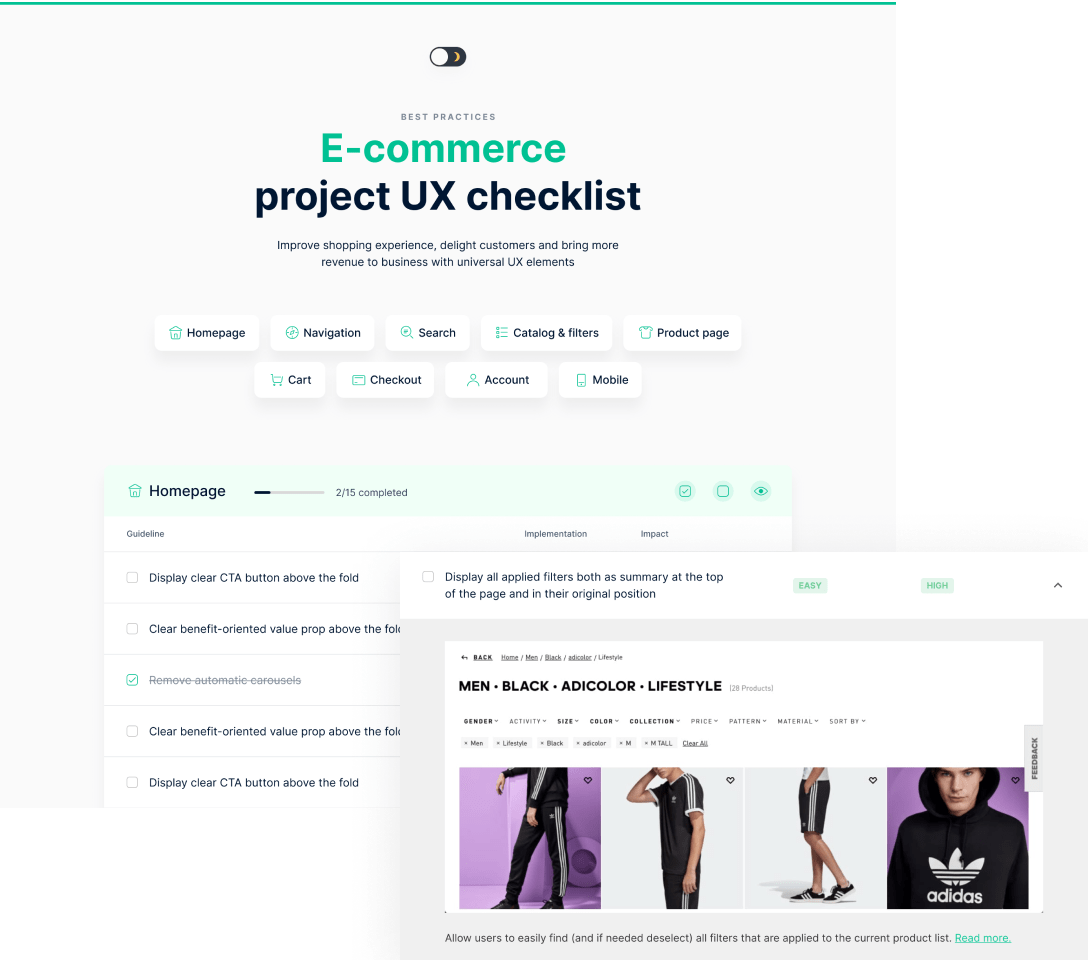 BEST PRACTICES
E-commerce
project UX checklist
Improve shopping experience, delight customers and bring more
revenue to business with universal UX elements
Homepage
Navigation
Search
Catalog & filters
Product page
Cart
Checkout
Account
Mobile
Homepage
2/15 completed
Guideline
Implementation
Impact
Display clear CTA button above the fold
Clear benefit-oriented value prop above the
Remove automatic carousels
Clear benefit-oriented value prop above the
Display clear CTA button above the fold
Display all applied filters both as summary at the top
of the page and in their original position
EASY
HIGH
BACK Home / Men / Black / adicolor / Lifestyle
MEN • BLACK • ADICOLOR • LIFESTYLE [28 Products]
GENDER ACTIVITY SIZE COLOR COLLECTION PRICE PATTERN MATERIAL SORT BY
× Men × Lifestyle × Black × adicolor × M × M TALL Clear All
FEEDBACK
adidas
Allow users to easily find (and if needed deselect) all filters that are applied to the current product list. Read more.